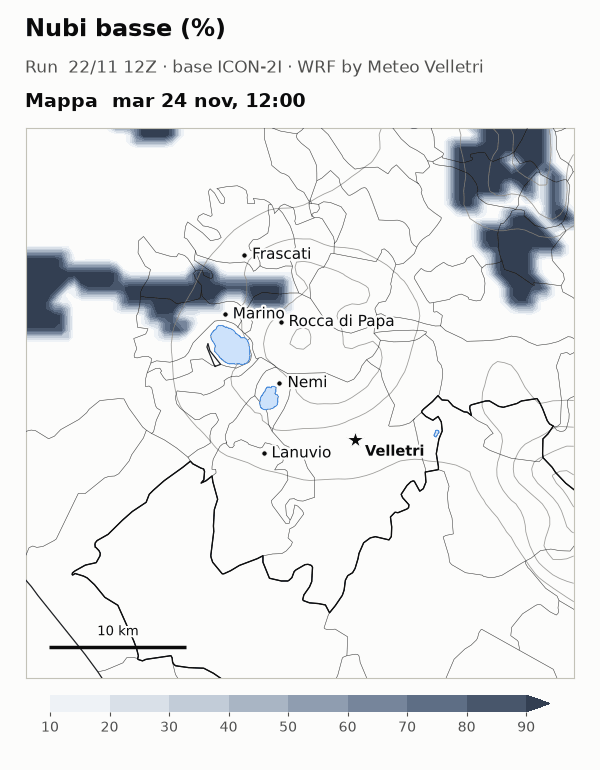 Nubi basse (%)
Run  22/11 12Z · base ICON-2I · WRF by Meteo Velletri
Mappa  mar 24 nov, 12:00
Frascati
Marino
Rocca di Papa
Nemi
Velletri
Lanuvio
10 km
10 20 30 40 50 60 70 80 90